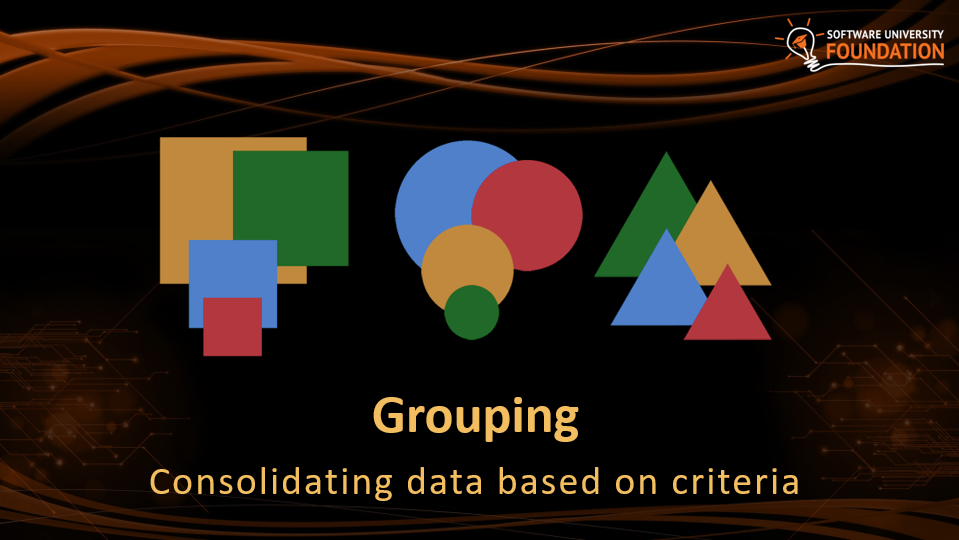 SOFTWARE UNIVERSITY
FOUNDATION
Grouping
Consolidating data based on criteria